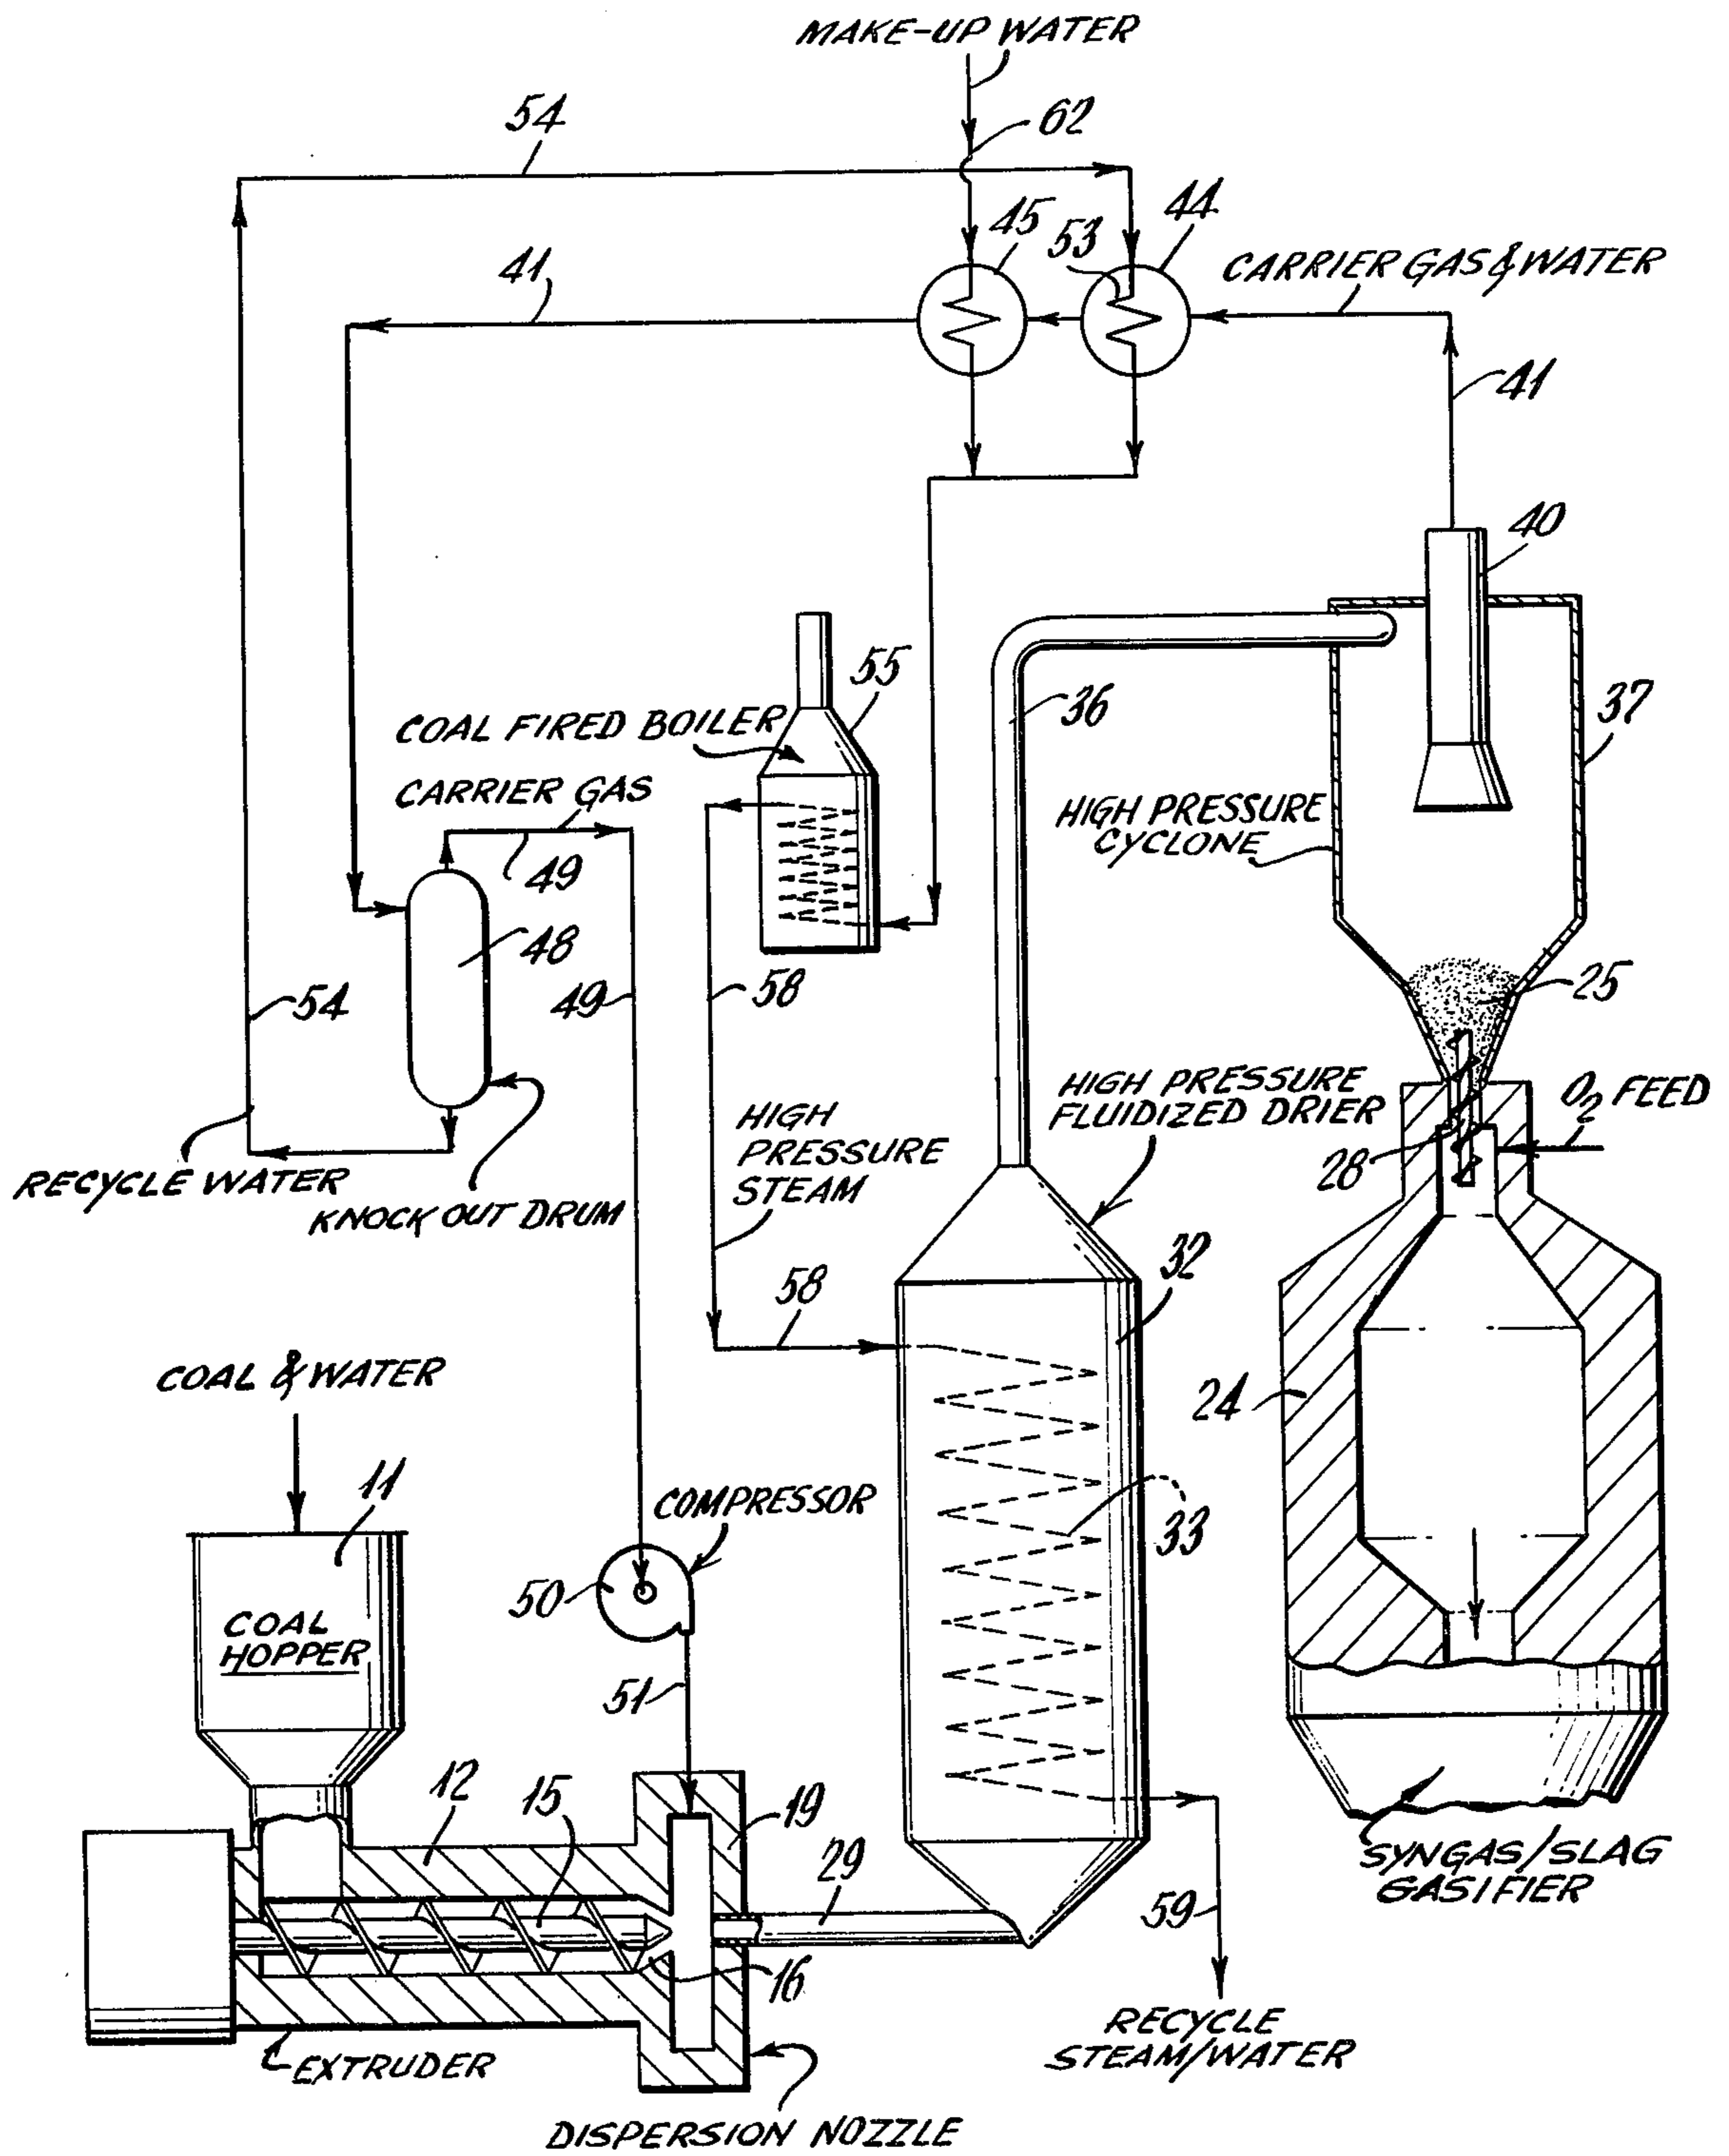 MAKE-UP WATER
54
62
45
53
44
41
CARRIER GAS & WATER
41
40
55
COAL FIRED BOILER
36
37
CARRIER GAS
49
HIGH PRESSURE
CYCLONE
48
54
49
58
25
HIGH PRESSURE
FLUIDIZED DRIER
O2 FEED
28
HIGH
PRESSURE
STEAM
RECYCLE WATER
KNOCK OUT DRUM
58
32
COAL & WATER
24
11
COMPRESSOR
33
50
COAL
HOPPER
51
12
15
19
29
SYNGAS/SLAG
GASIFIER
59
16
RECYCLE
STEAM/WATER
EXTRUDER
DISPERSION NOZZLE